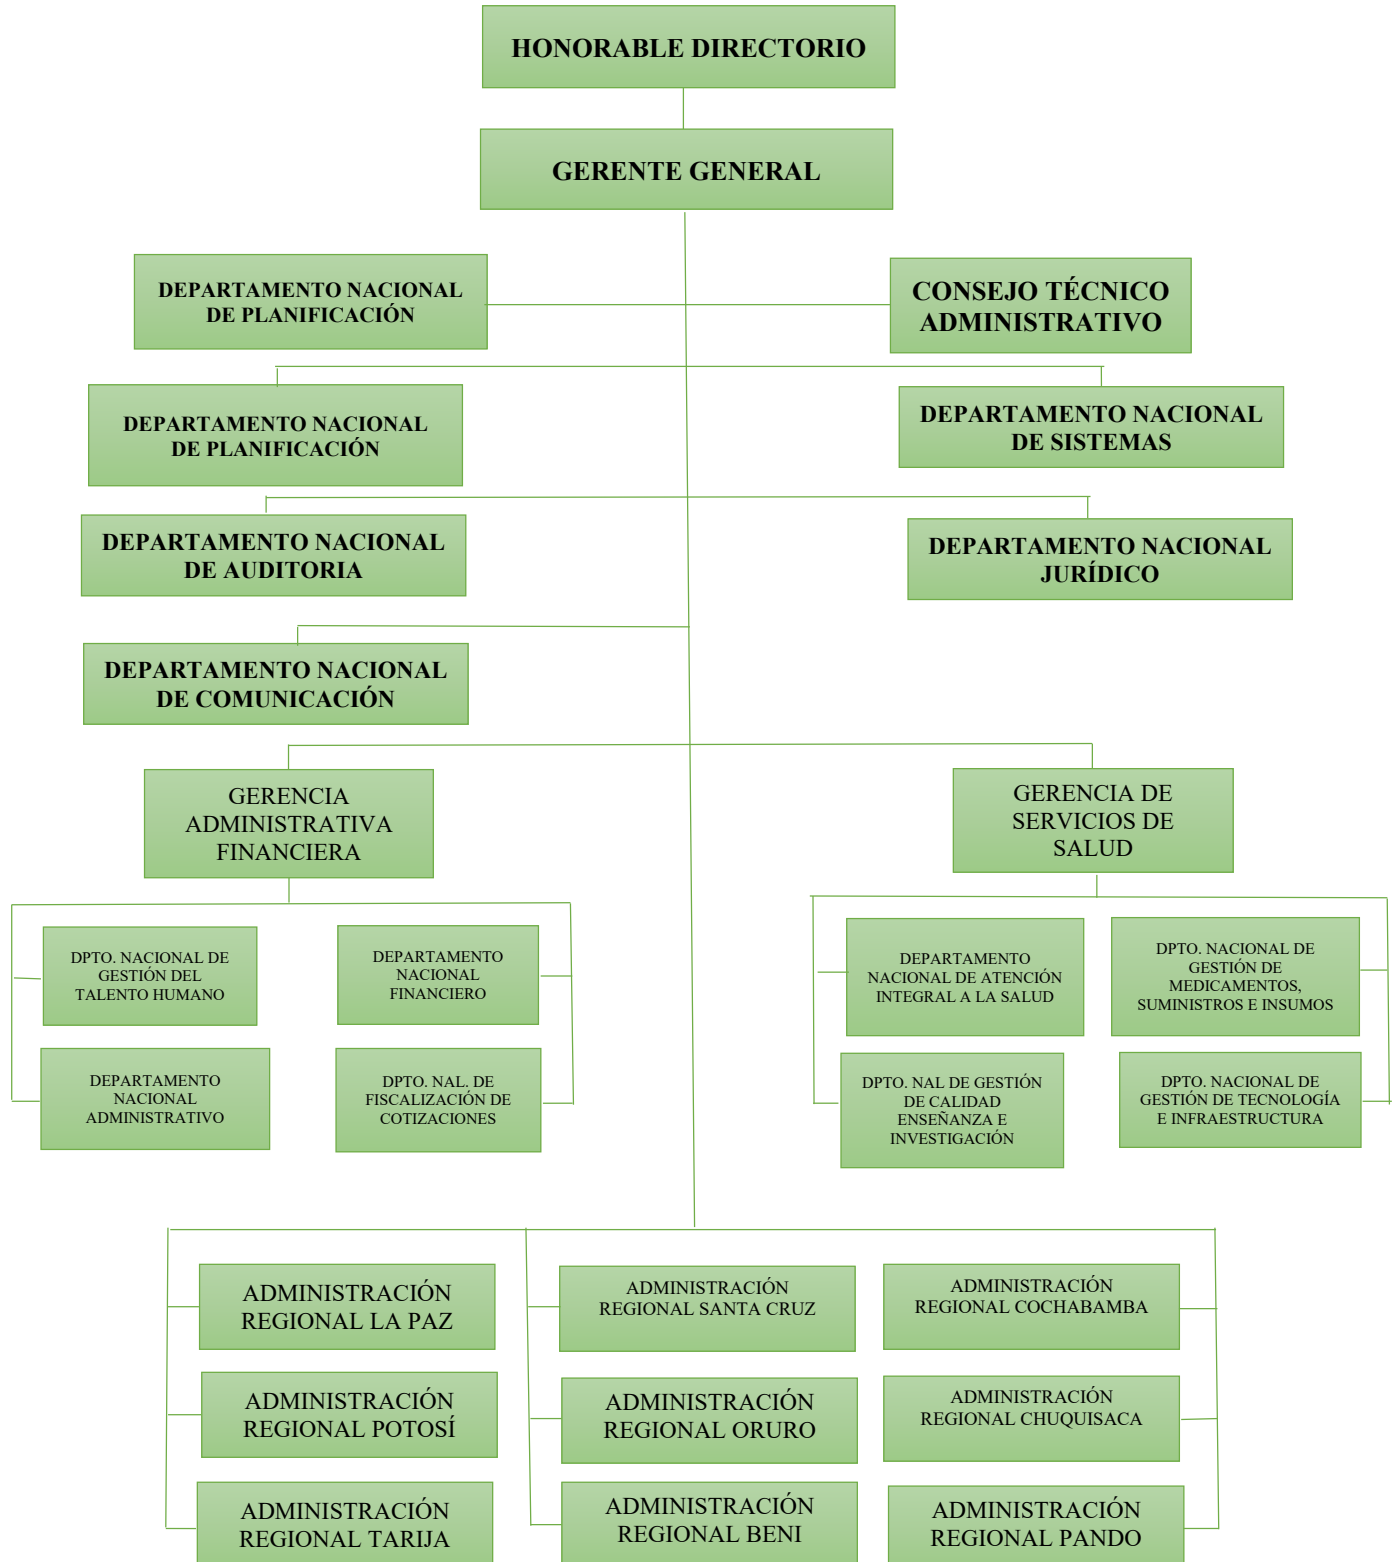 HONORABLE DIRECTORIO
GERENTE GENERAL
DEPARTAMENTO NACIONAL
DE PLANIFICACIÓN
CONSEJO TÉCNICO
ADMINISTRATIVO
DEPARTAMENTO NACIONAL
DE PLANIFICACIÓN
DEPARTAMENTO NACIONAL
DE SISTEMAS
DEPARTAMENTO NACIONAL
DE AUDITORIA
DEPARTAMENTO NACIONAL
JURÍDICO
DEPARTAMENTO NACIONAL
DE COMUNICACIÓN
GERENCIA
ADMINISTRATIVA
FINANCIERA
GERENCIA DE
SERVICIOS DE
SALUD
DPTO. NACIONAL DE
GESTIÓN DEL
TALENTO HUMANO
DEPARTAMENTO
NACIONAL
FINANCIERO
DEPARTAMENTO
NACIONAL DE ATENCIÓN
INTEGRAL A LA SALUD
DPTO. NACIONAL DE
GESTIÓN DE
MEDICAMENTOS,
SUMINISTROS E INSUMOS
DEPARTAMENTO
NACIONAL
ADMINISTRATIVO
DPTO. NAL. DE
FISCALIZACIÓN DE
COTIZACIONES
DPTO. NAL DE GESTIÓN
DE CALIDAD
ENSEÑANZA E
INVESTIGACIÓN
DPTO. NACIONAL DE
GESTIÓN DE TECNOLOGÍA
E INFRAESTRUCTURA
ADMINISTRACIÓN
REGIONAL LA PAZ
ADMINISTRACIÓN
REGIONAL SANTA CRUZ
ADMINISTRACIÓN
REGIONAL COCHABAMBA
ADMINISTRACIÓN
REGIONAL POTOSÍ
ADMINISTRACIÓN
REGIONAL ORURO
ADMINISTRACIÓN
REGIONAL CHUQUISACA
ADMINISTRACIÓN
REGIONAL TARIJA
ADMINISTRACIÓN
REGIONAL BENI
ADMINISTRACIÓN
REGIONAL PANDO